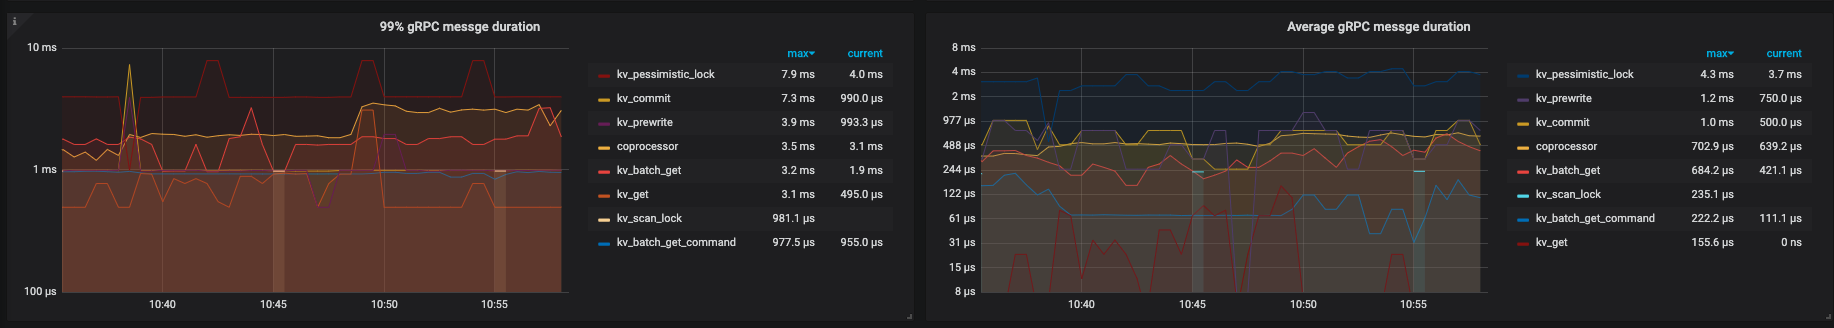 i
99% gRPC messge duration
10 ms
1 ms
100 µs
10:40 10:45 10:50 10:55
max current
kv_pessimistic_lock 7.9 ms 4.0 ms
kv_commit 7.3 ms 990.0 µs
kv_prewrite 3.9 ms 993.3 µs
coprocessor 3.5 ms 3.1 ms
kv_batch_get 3.2 ms 1.9 ms
kv_get 3.1 ms 495.0 µs
kv_scan_lock 981.1 µs
kv_batch_get_command 977.5 µs 955.0 µs
Average gRPC messge duration
8 ms
4 ms
2 ms
977 µs
488 µs
244 µs
122 µs
61 µs
31 µs
15 µs
8 µs
10:40 10:45 10:50 10:55
max current
kv_pessimistic_lock 4.3 ms 3.7 ms
kv_prewrite 1.2 ms 750.0 µs
kv_commit 1.0 ms 500.0 µs
coprocessor 702.9 µs 639.2 µs
kv_batch_get 684.2 µs 421.1 µs
kv_scan_lock 235.1 µs
kv_batch_get_command 222.2 µs 111.1 µs
kv_get 155.6 µs 0 ns